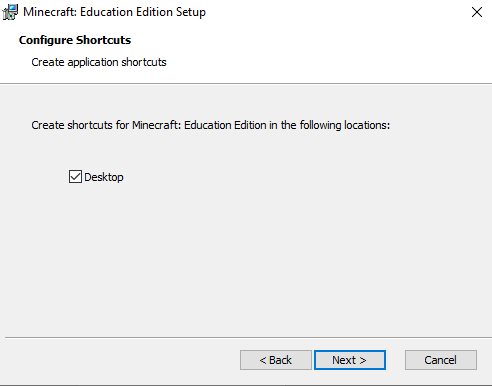 Minecraft: Education Edition Setup
Configure Shortcuts
Create application shortcuts
Create shortcuts for Minecraft: Education Edition in the following locations:
Desktop
< Back
Next >
Cancel